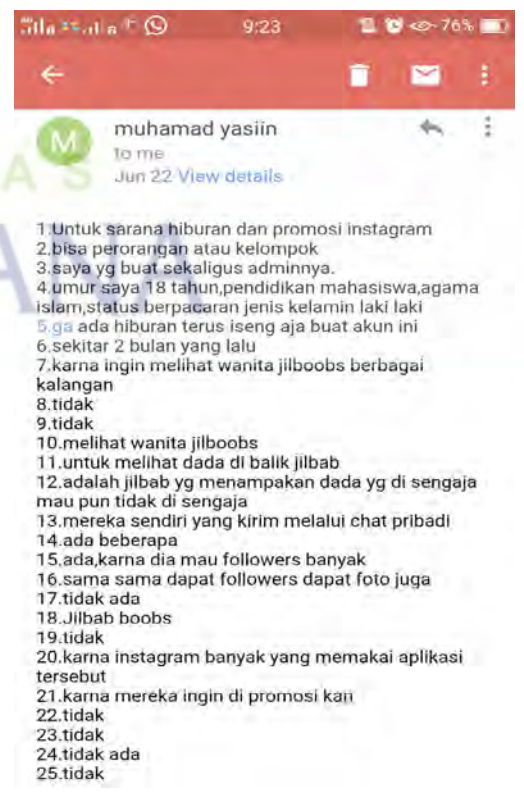 9:23
76%
M
muhamad yasiin
to me
Jun 22 View details
1.Untuk sarana hiburan dan promosi instagram
2.bisa perorangan atau kelompok
3.saya yg buat sekaligus adminnya.
4.umur saya 18 tahun,pendidikan mahasiswa,agama
islam,status berpacaran jenis kelamin laki laki
5.ga ada hiburan terus iseng aja buat akun ini
6.sekitar 2 bulan yang lalu
7.karna ingin melihat wanita jilboobs berbagai
kalangan
8.tidak
9.tidak
10.melihat wanita jilboobs
11.untuk melihat dada di balik jilbab
12.adalah jilbab yg menampakan dada yg di sengaja
mau pun tidak di sengaja
13.mereka sendiri yang kirim melalui chat pribadi
14.ada beberapa
15.ada,karna dia mau followers banyak
16.sama sama dapat followers dapat foto juga
17.tidak ada
18.Jilbab boobs
19.tidak
20.karna instagram banyak yang memakai aplikasi
tersebut
21.karna mereka ingin di promosi kan
22.tidak
23.tidak
24.tidak ada
25.tidak